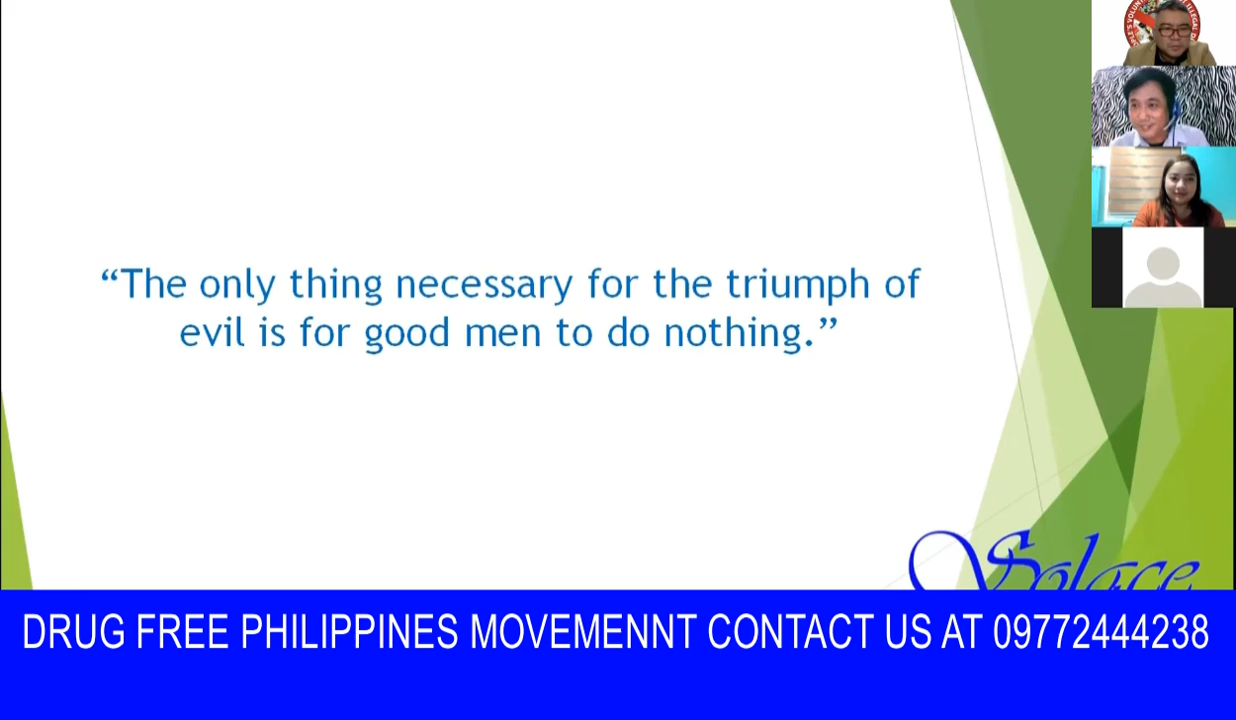 “The only thing necessary for the triumph of
evil is for good men to do nothing.”
Solace
DRUG FREE PHILIPPINES MOVEMENNT CONTACT US AT 09772444238